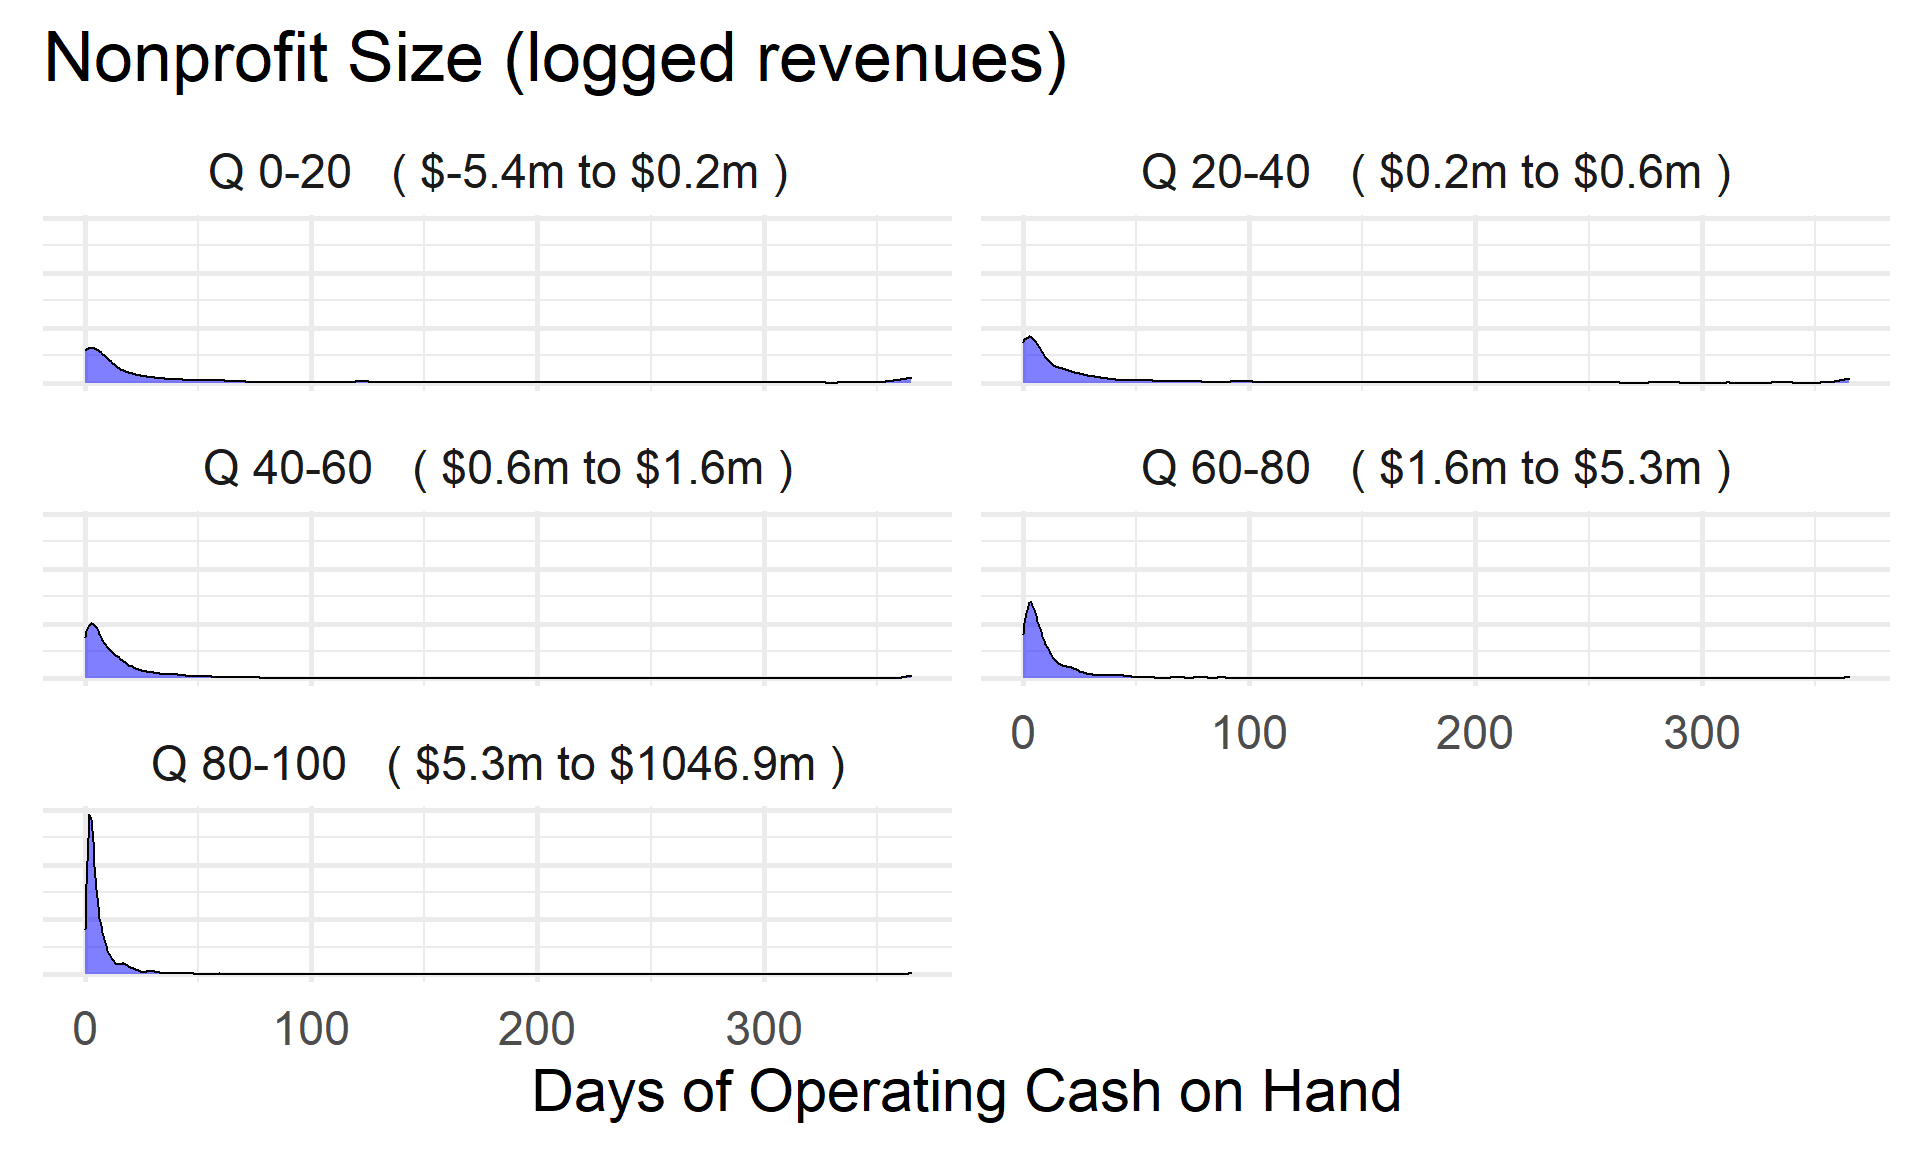 Nonprofit Size (logged revenues)
Q 0-20 ( $-5.4m to $0.2m )
Q 20-40 ( $0.2m to $0.6m )
Q 40-60 ( $0.6m to $1.6m )
Q 60-80 ( $1.6m to $5.3m )
0 100 200 300
Q 80-100 ( $5.3m to $1046.9m )
0 100 200 300
Days of Operating Cash on Hand